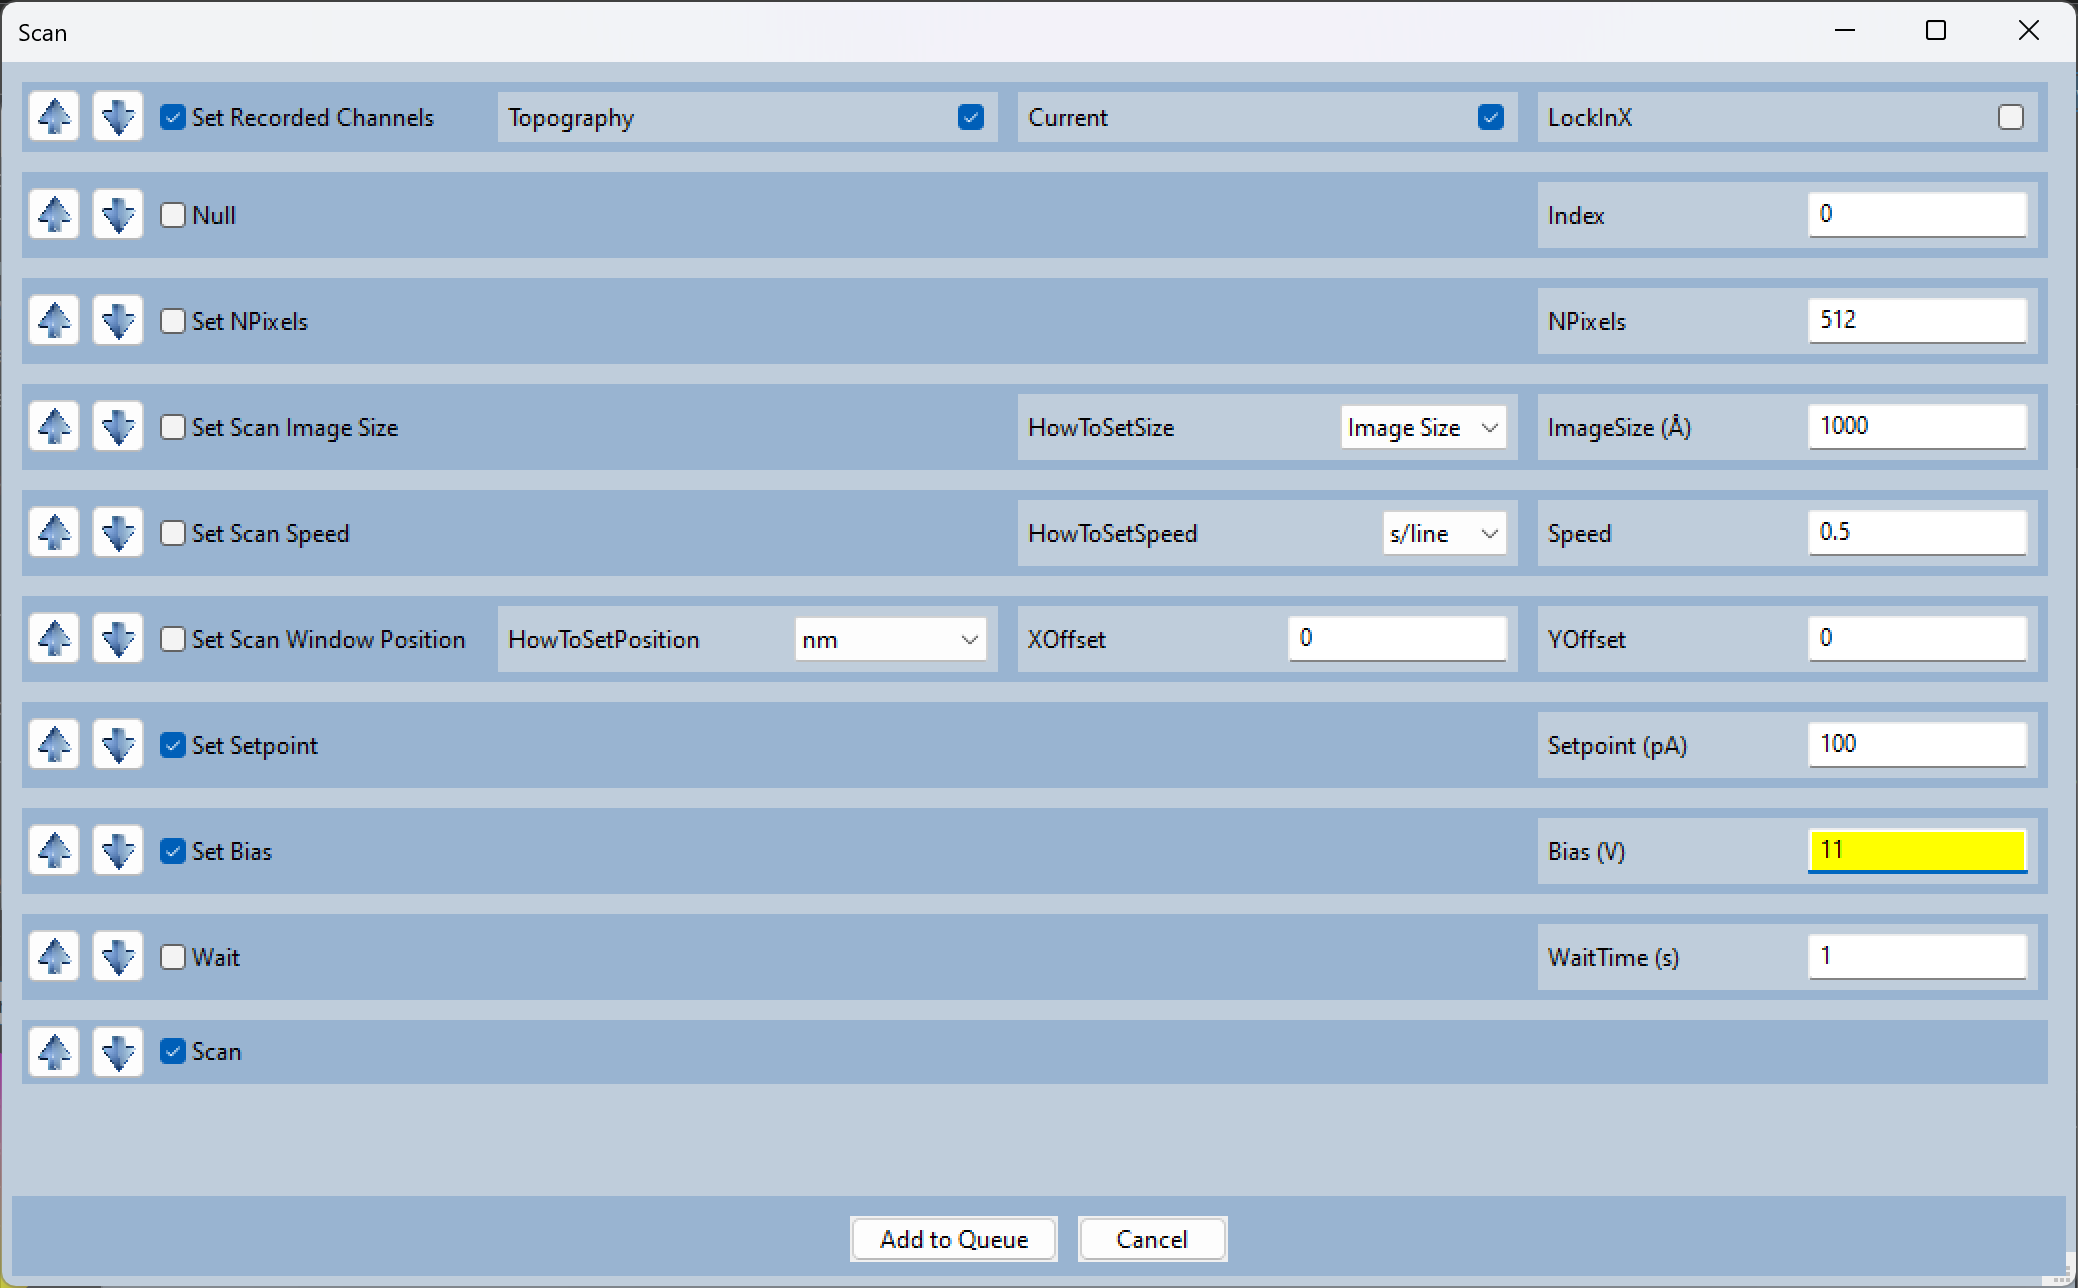 Scan
Set Recorded Channels Topography Current LockInX
Null Index 0
Set NPixels NPixels 512
Set Scan Image Size HowToSetSize Image Size ImageSize (Å) 1000
Set Scan Speed HowToSetSpeed s/line Speed 0.5
Set Scan Window Position HowToSetPosition nm XOffset 0 YOffset 0
Set Setpoint Setpoint (pA) 100
Set Bias Bias (V) 11
Wait WaitTime (s) 1
Scan
Add to Queue Cancel